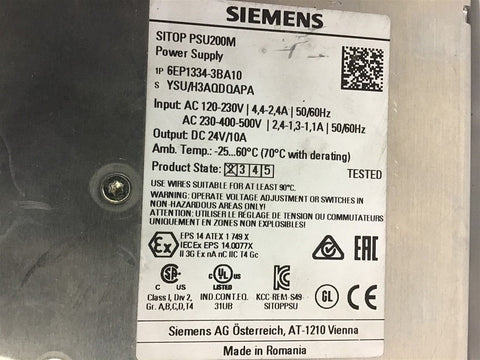 SIEMENS
SITOP PSU200M
Power Supply
1P 6EP1334-3BA10
S YSU/H3AQDQAPA
Input: AC 120-230V | 4,4-2,4A | 50/60Hz
AC 230-400-500V | 2,4-1,3-1,1A | 50/60Hz
Output: DC 24V/10A
Amb. Temp.: -25...60°C (70°C with derating)
Product State: 2 3 4 5 TESTED
USE WIRES SUITABLE FOR AT LEAST 90°C.
WARNING: OPERATE VOLTAGE ADJUSTMENT OR SWITCHES IN
NON-HAZARDOUS AREAS ONLY!
ATTENTION: UTILISER LE RÉGLAGE DE TENSION OU COMMUTATEURS
UNIQUEMENT EN ZONES NON EXPLOSIBLES!
Ex EPS 14 ATEX 1 749 X
IECEx EPS 14.0077X
II 3G Ex nA nC IIC T4 Gc
EAC
SA C US
C UL US LISTED
KC
GL
CE
Class I, Div 2,
Gr. A,B,C,D,T4
IND.CONT.EQ.
31UB
KCC-REM-S49-
SITOPPSU
Siemens AG Österreich, AT-1210 Vienna
Made in Romania